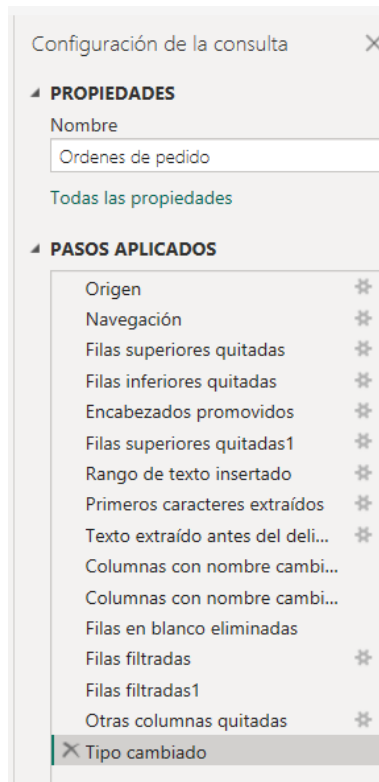 Configuración de la consulta
PROPIEDADES
Nombre
Ordenes de pedido
Todas las propiedades
PASOS APLICADOS
Origen
Navegación
Filas superiores quitadas
Filas inferiores quitadas
Encabezados promovidos
Filas superiores quitadas1
Rango de texto insertado
Primeros caracteres extraídos
Texto extraído antes del deli...
Columnas con nombre cambi...
Columnas con nombre cambi...
Filas en blanco eliminadas
Filas filtradas
Filas filtradas1
Otras columnas quitadas
Tipo cambiado